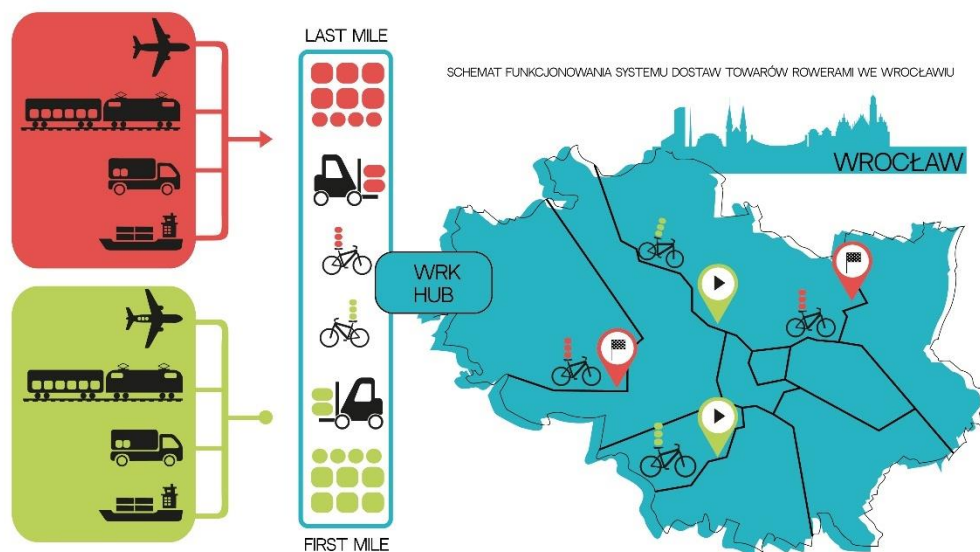 LAST MILE
SCHEMAT FUNKCJONOWANIA SYSTEMU DOSTAW TOWARÓW ROWERAMI WE WROCŁAWIU
WROCŁAW
WRK
HUB
FIRST MILE